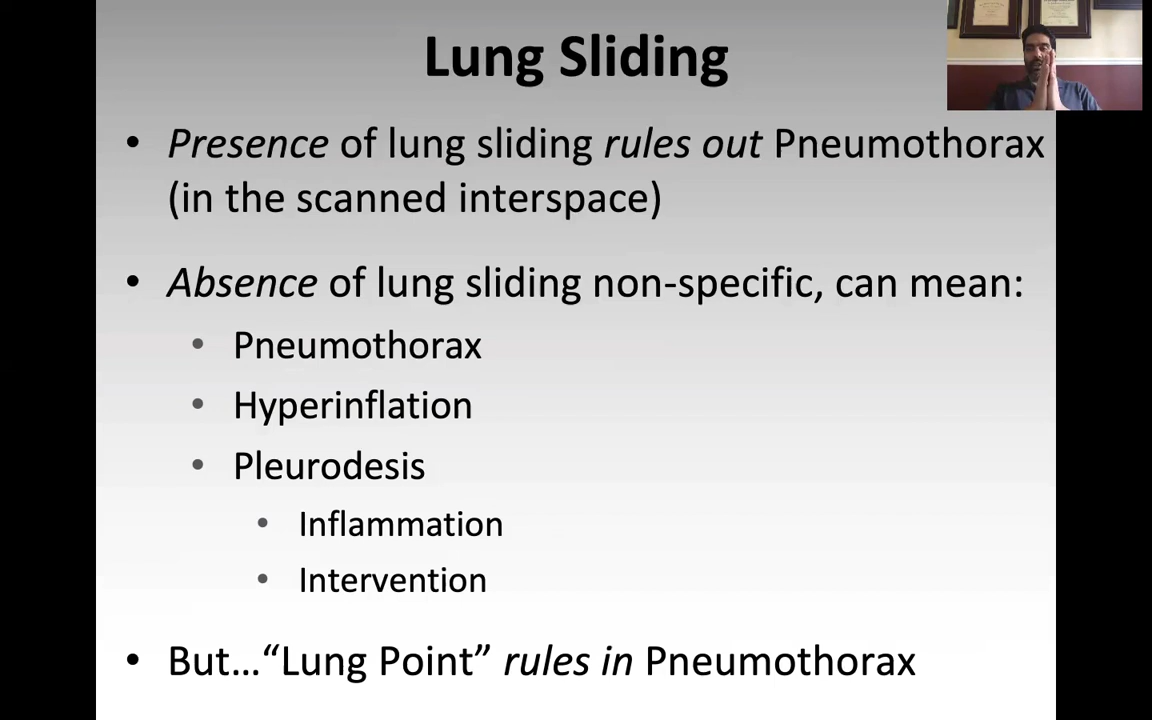 Lung Sliding
• Presence of lung sliding rules out Pneumothorax
(in the scanned interspace)
• Absence of lung sliding non-specific, can mean:
• Pneumothorax
• Hyperinflation
• Pleurodesis
• Inflammation
• Intervention
• But…“Lung Point” rules in Pneumothorax